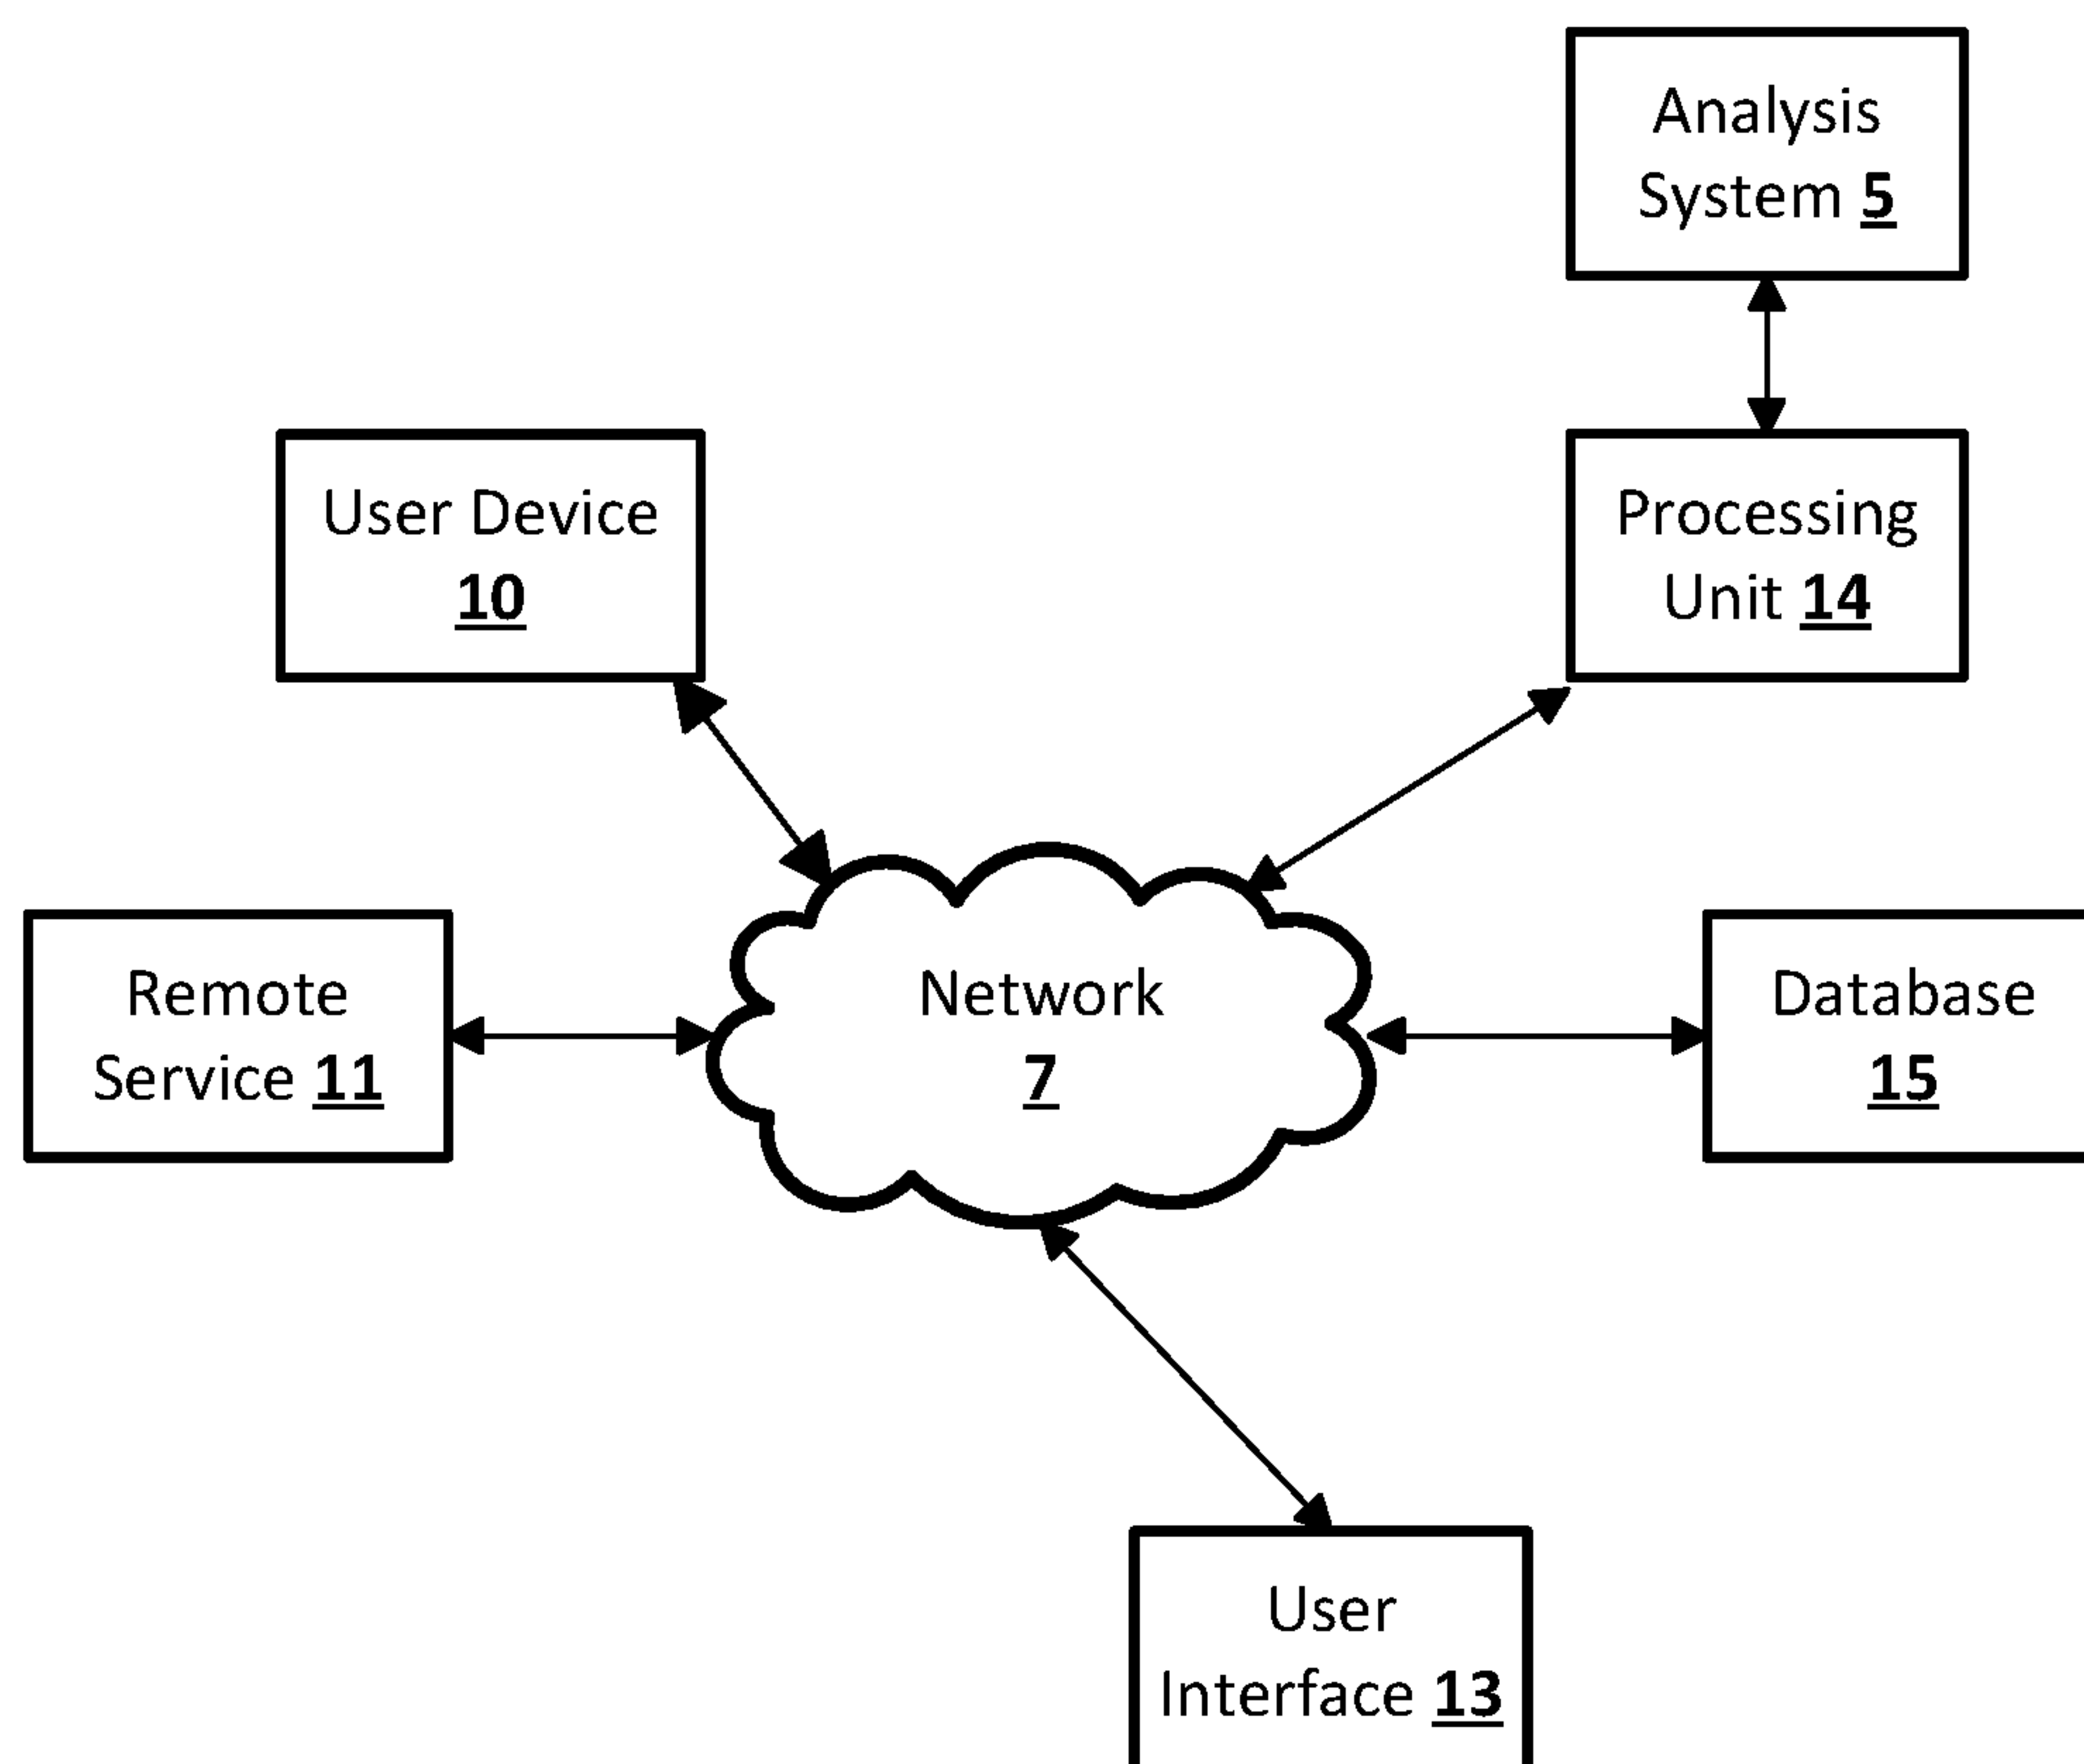 Analysis
System 5
User Device
10
Processing
Unit 14
Remote
Service 11
Network
7
Database
15
User
Interface 13